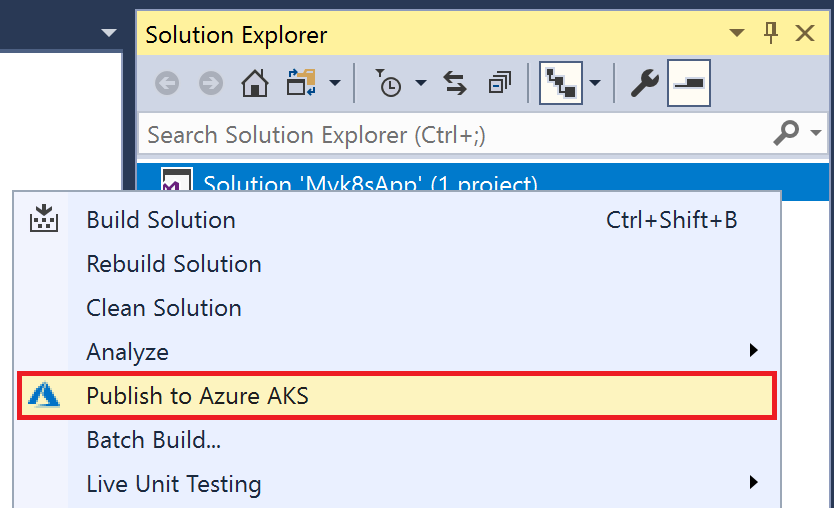 Solution Explorer
Search Solution Explorer (Ctrl+;)
Solution 'Myk8sApp' (1 project)
Build Solution Ctrl+Shift+B
Rebuild Solution
Clean Solution
Analyze
Publish to Azure AKS
Batch Build...
Live Unit Testing